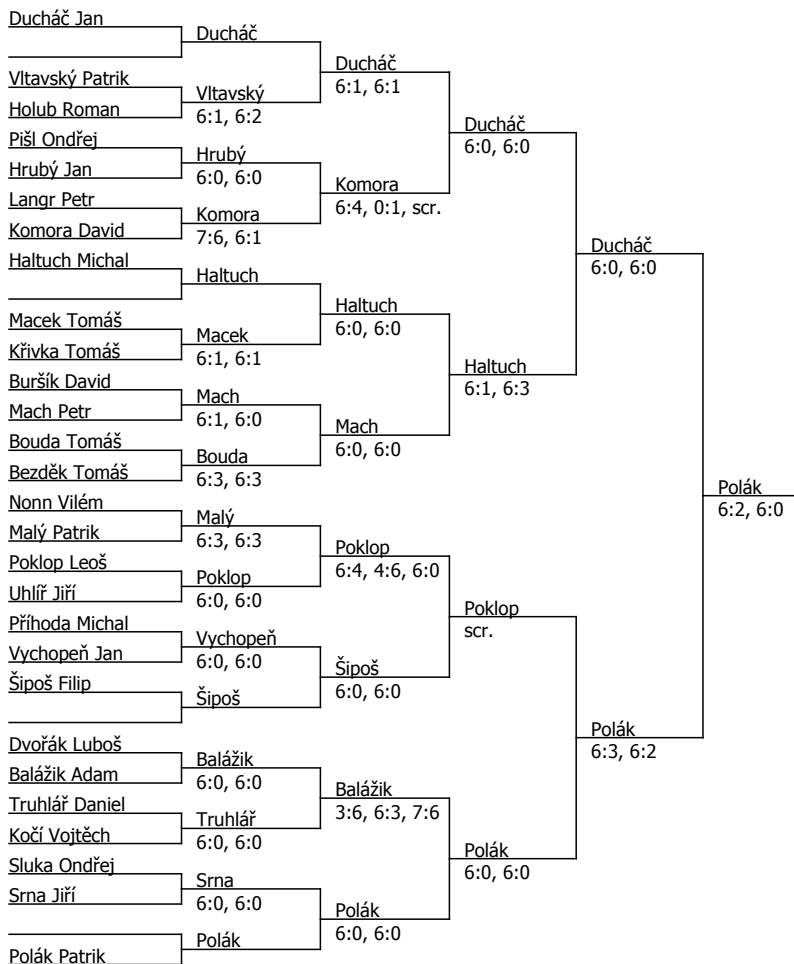 Ducháč Jan
Ducháč
Vltavský Patrik
Holub Roman
Vltavský
6:1, 6:2
Ducháč
6:1, 6:1
Pišl Ondřej
Hrubý Jan
Hrubý
6:0, 6:0
Langr Petr
Komora David
Komora
7:6, 6:1
Komora
6:4, 0:1, scr.
Ducháč
6:0, 6:0
Haltuch Michal
Haltuch
Macek Tomáš
Křivka Tomáš
Macek
6:1, 6:1
Haltuch
6:0, 6:0
Buršík David
Mach Petr
Mach
6:1, 6:0
Bouda Tomáš
Bezděk Tomáš
Bouda
6:3, 6:3
Mach
6:0, 6:0
Haltuch
6:1, 6:3
Ducháč
6:0, 6:0
Nonn Vilém
Malý Patrik
Malý
6:3, 6:3
Poklop Leoš
Uhlíř Jiří
Poklop
6:0, 6:0
Poklop
6:4, 4:6, 6:0
Příhoda Michal
Vychopeň Jan
Vychopeň
6:0, 6:0
Šipoš Filip
Šipoš
Šipoš
6:0, 6:0
Poklop
scr.
Dvořák Luboš
Balážik Adam
Balážik
6:0, 6:0
Truhlář Daniel
Kočí Vojtěch
Truhlář
6:0, 6:0
Balážik
3:6, 6:3, 7:6
Sluka Ondřej
Srna Jiří
Srna
6:0, 6:0
Polák Patrik
Polák
Polák
6:0, 6:0
Polák
6:0, 6:0
Polák
6:3, 6:2
Polák
6:2, 6:0